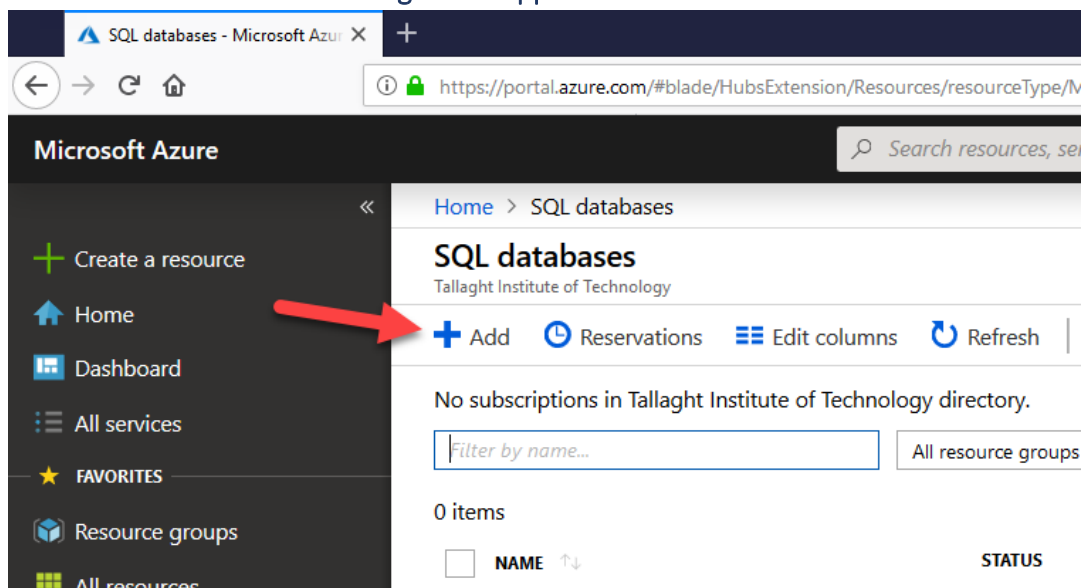 SQL databases - Microsoft Azur
https://portal.azure.com/#blade/HubsExtension/Resources/resourceType/M
Microsoft Azure
Search resources, ser
Home > SQL databases
SQL databases
Tallaght Institute of Technology
Create a resource
Home
Dashboard
All services
FAVORITES
Resource groups
All resources
Add Reservations Edit columns Refresh
No subscriptions in Tallaght Institute of Technology directory.
Filter by name...
All resource groups
0 items
NAME
STATUS